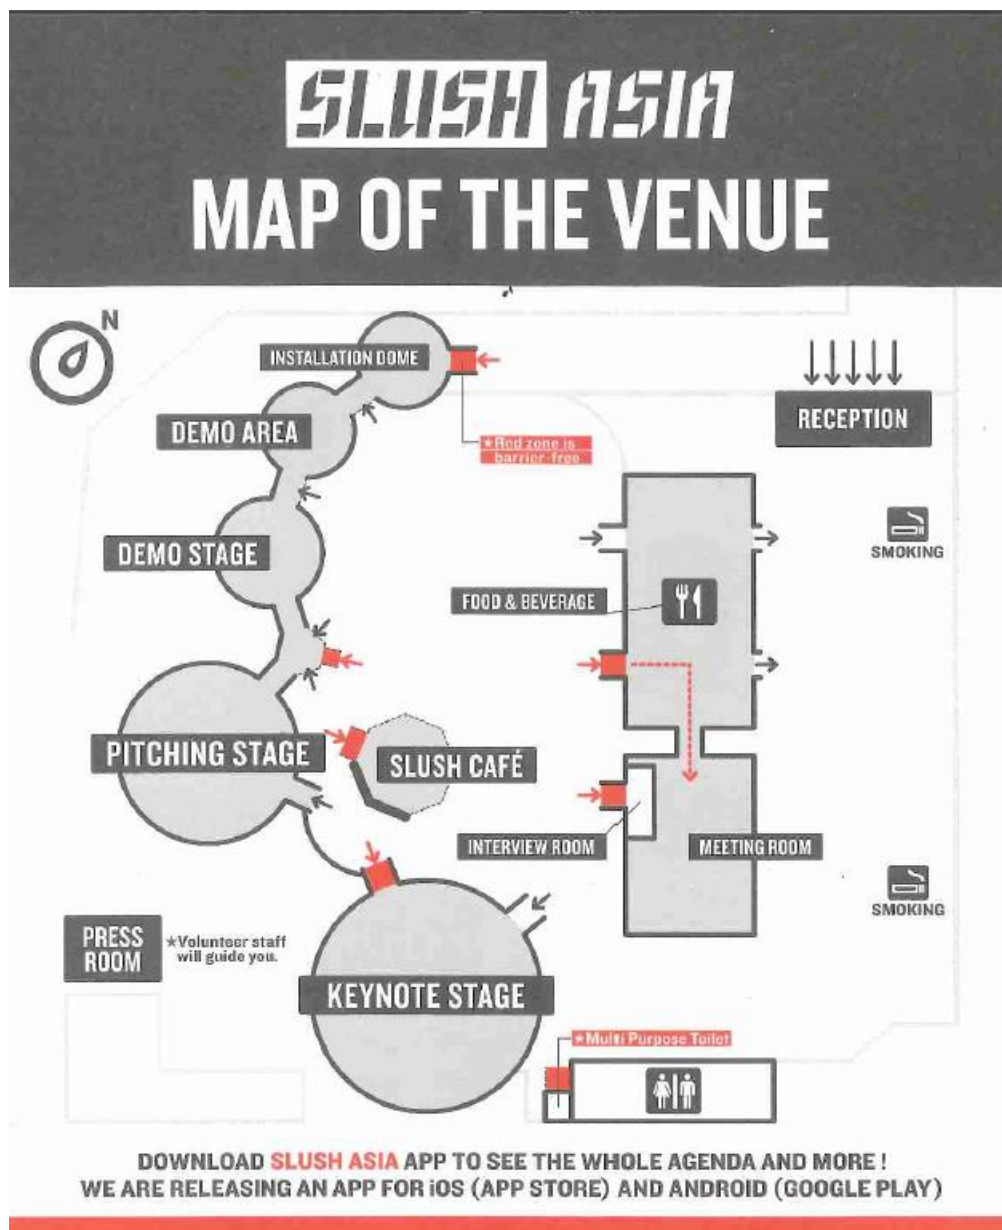 SLUSH ASIA
MAP OF THE VENUE
N
INSTALLATION DOME
RECEPTION
DEMO AREA
★Red zone is
barrier-free
DEMO STAGE
SMOKING
FOOD & BEVERAGE
PITCHING STAGE
SLUSH CAFÉ
INTERVIEW ROOM
MEETING ROOM
SMOKING
PRESS
ROOM
★Volunteer staff
will guide you.
KEYNOTE STAGE
★Multi Purpose Toilet
DOWNLOAD SLUSH ASIA APP TO SEE THE WHOLE AGENDA AND MORE !
WE ARE RELEASING AN APP FOR iOS (APP STORE) AND ANDROID (GOOGLE PLAY)